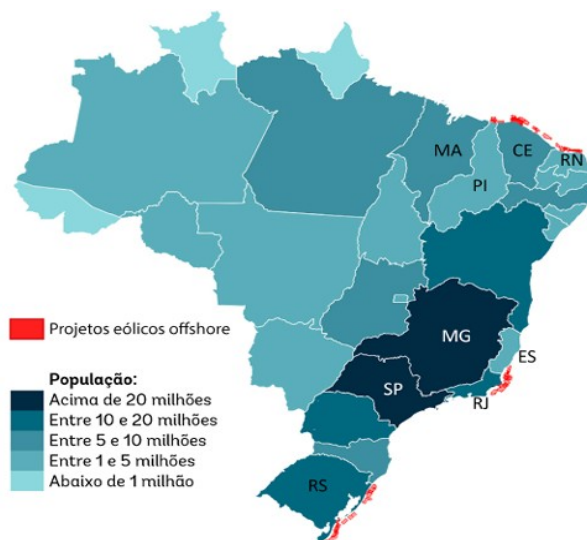 MA
CE
RN
PI
MG
ES
SP
RJ
RS
Projetos eólicos offshore
População:
Acima de 20 milhões
Entre 10 e 20 milhões
Entre 5 e 10 milhões
Entre 1 e 5 milhões
Abaixo de 1 milhão